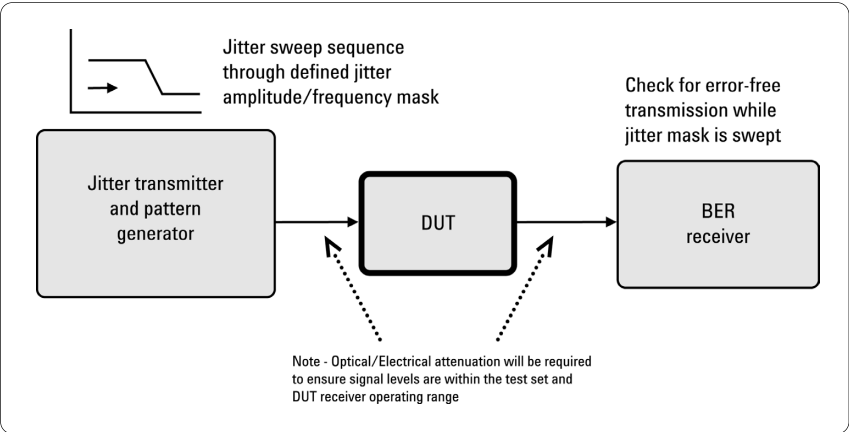 Jitter sweep sequence
through defined jitter
amplitude/frequency mask
Check for error-free
transmission while
jitter mask is swept
Jitter transmitter
and pattern
generator
DUT
BER
receiver
Note - Optical/Electrical attenuation will be required
to ensure signal levels are within the test set and
DUT receiver operating range